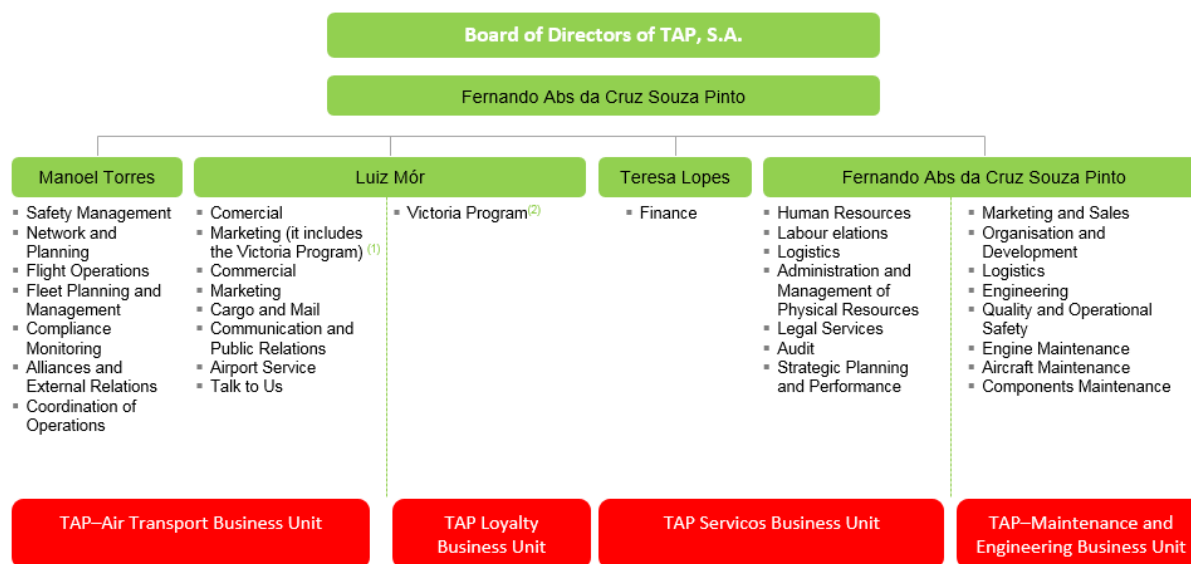 Board of Directors of TAP, S.A.
Fernando Abs da Cruz Souza Pinto
Manoel Torres
▪ Safety Management
▪ Network and
Planning
▪ Flight Operations
▪ Fleet Planning and
Management
▪ Compliance
Monitoring
▪ Alliances and
External Relations
▪ Coordination of
Operations
Luiz Mór
▪ Comercial
▪ Marketing (it includes
the Victoria Program) (1)
▪ Commercial
▪ Marketing
▪ Cargo and Mail
▪ Communication and
Public Relations
▪ Airport Service
▪ Talk to Us
▪ Victoria Program(2)
Teresa Lopes
▪ Finance
Fernando Abs da Cruz Souza Pinto
▪ Human Resources
▪ Labour elations
▪ Logistics
▪ Administration and
Management of
Physical Resources
▪ Legal Services
▪ Audit
▪ Strategic Planning
and Performance
▪ Marketing and Sales
▪ Organisation and
Development
▪ Logistics
▪ Engineering
▪ Quality and Operational
Safety
▪ Engine Maintenance
▪ Aircraft Maintenance
▪ Components Maintenance
TAP–Air Transport Business Unit
TAP Loyalty
Business Unit
TAP Servicos Business Unit
TAP–Maintenance and
Engineering Business Unit